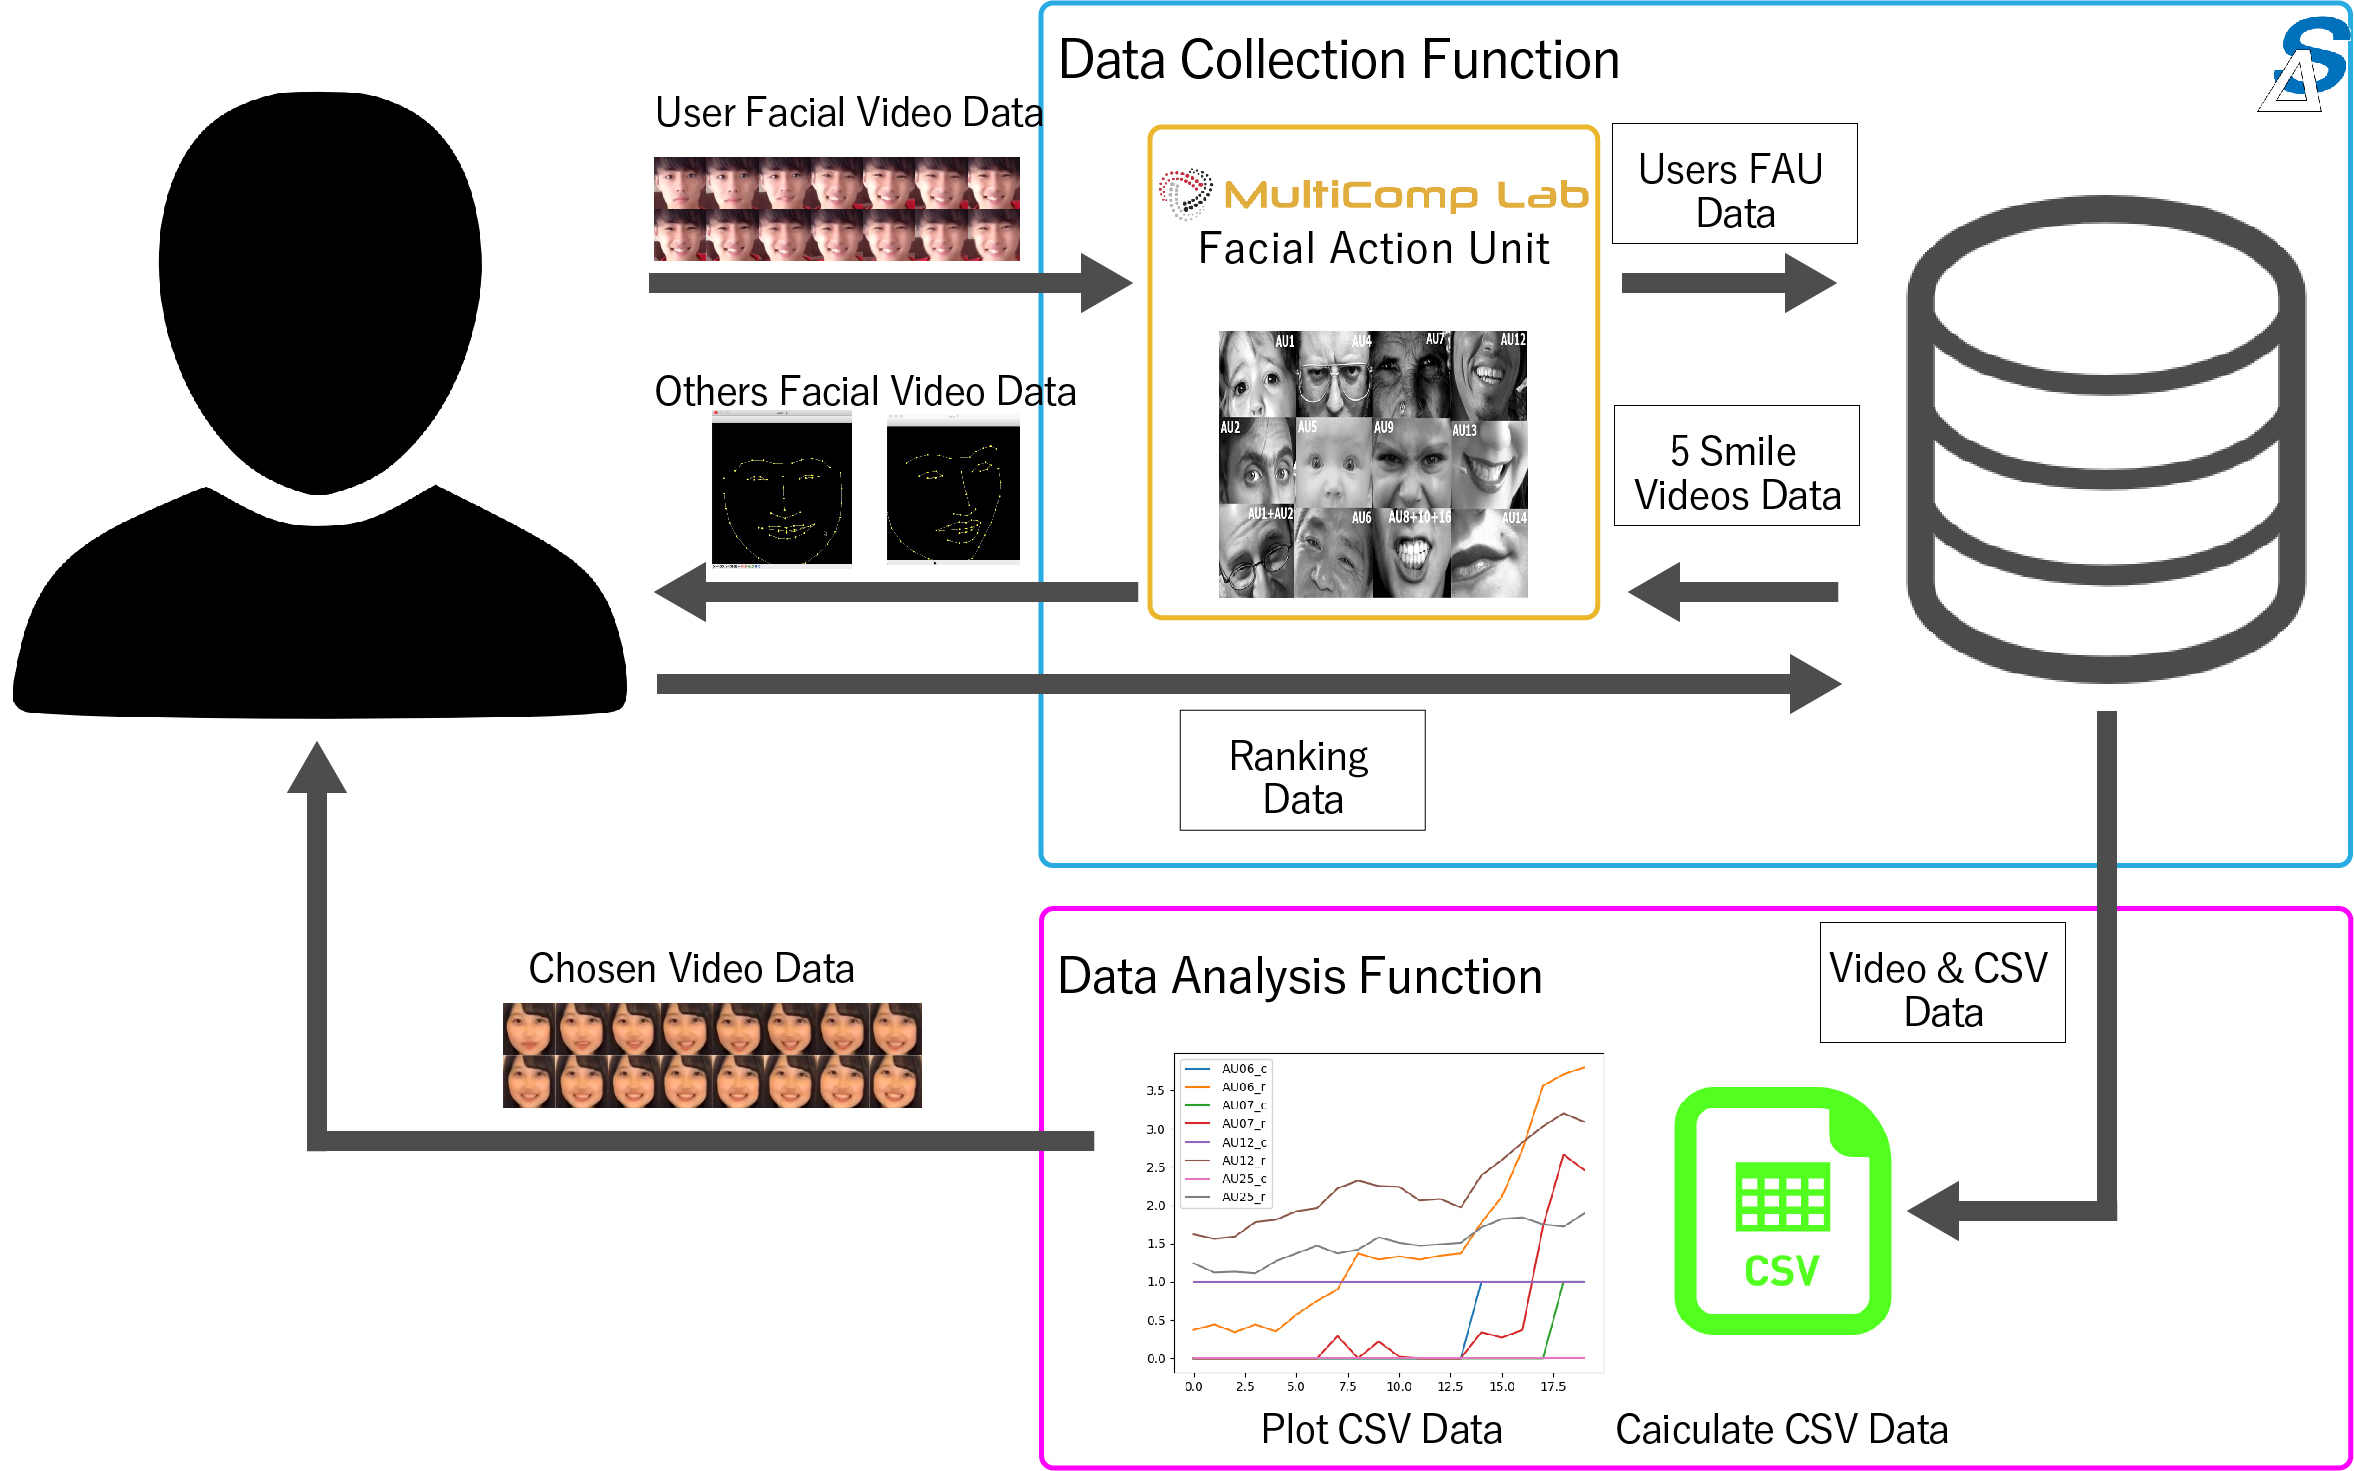 Data Collection Function
S
A
User Facial Video Data
MultiComp Lab
Facial Action Unit
Users FAU
Data
AU1
AU4
AU7
AU12
AU2
AU5
AU9
AU13
AU1+AU2
AU6
AU8+10+16
AU14
Others Facial Video Data
5 Smile
Videos Data
Ranking
Data
Data Analysis Function
Video & CSV
Data
Chosen Video Data
AU06_c
AU06_r
AU07_c
AU07_r
AU12_c
AU12_r
AU25_c
AU25_r
3.5
3.0
2.5
2.0
1.5
1.0
0.5
0.0
0.0 2.5 5.0 7.5 10.0 12.5 15.0 17.5
CSV
Plot CSV Data
Caiculate CSV Data